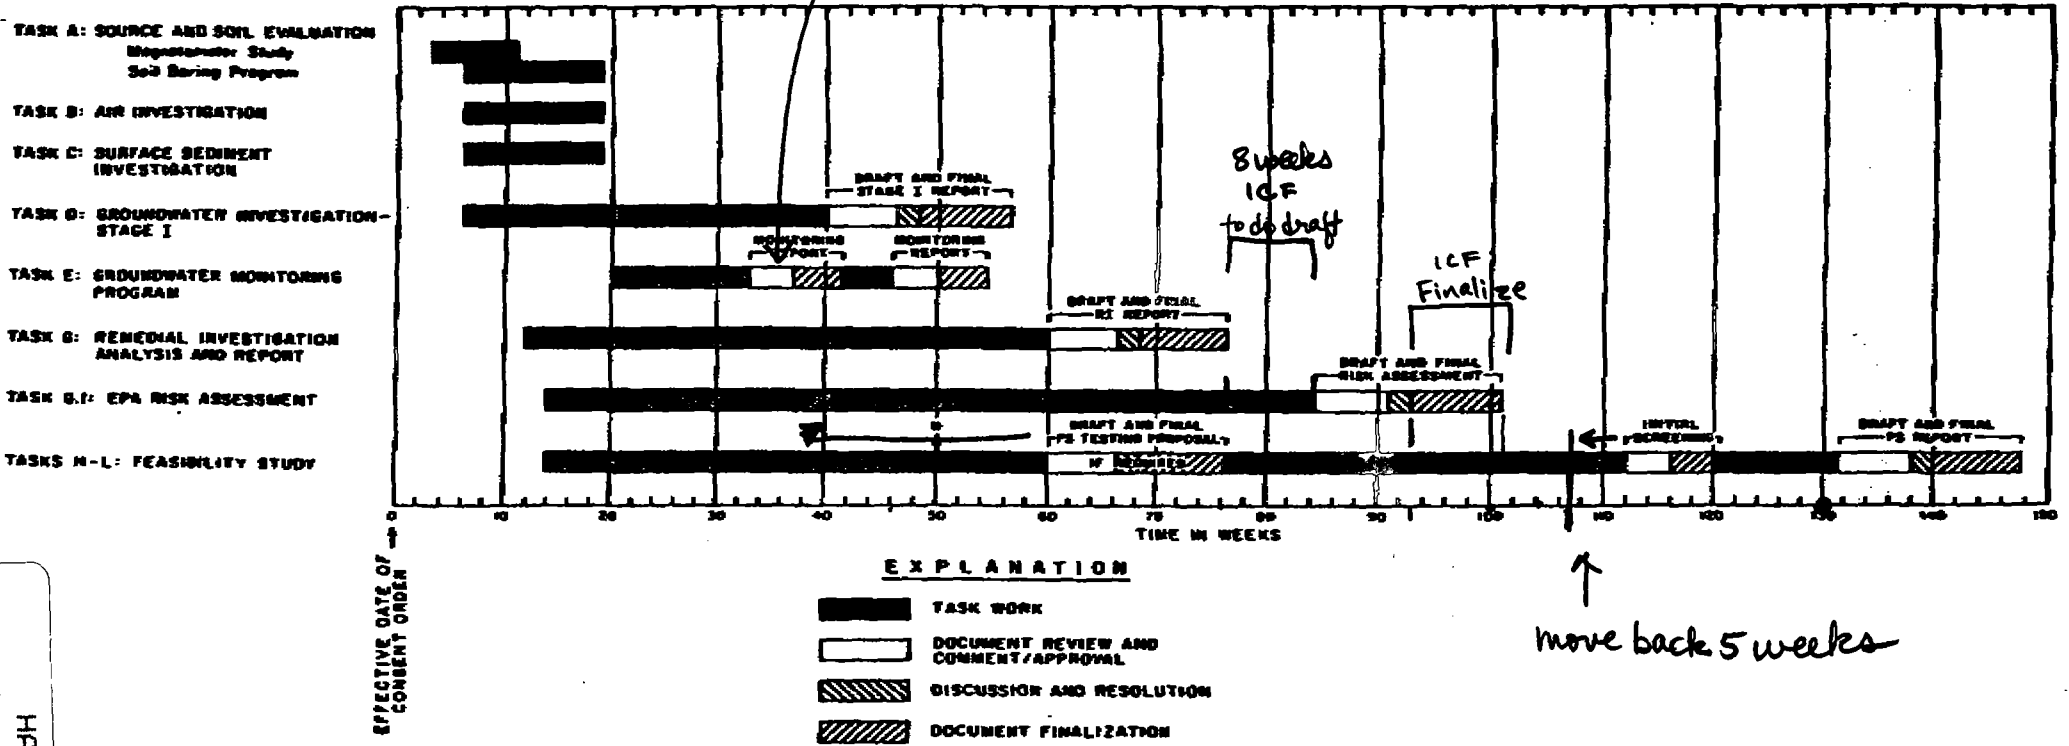 TASK A: SOURCE AND SOIL EVALUATION
Magnetometer Study
Soil Boring Program
TASK B: AIR INVESTIGATION
TASK C: SURFACE SEDIMENT
INVESTIGATION
TASK D: GROUNDWATER INVESTIGATION-
STAGE I
DRAFT AND FINAL
STAGE I REPORT
TASK E: GROUNDWATER MONITORING
PROGRAM
MONITORING
REPORT
MONITORING
REPORT
8 weeks
ICF
to do draft
ICF
Finalize
TASK G: REMEDIAL INVESTIGATION
ANALYSIS AND REPORT
DRAFT AND FINAL
RI REPORT
TASK G.1: EPA RISK ASSESSMENT
DRAFT AND FINAL
RISK ASSESSMENT
TASKS H-L: FEASIBILITY STUDY
DRAFT AND FINAL
FS TESTING PROPOSAL
IF REQUIRED
INITIAL
SCREENING
DRAFT AND FINAL
FS REPORT
0 10 20 30 40 50 60 70 80 90 100 110 120 130 140 150
TIME IN WEEKS
EFFECTIVE DATE OF
CONSENT ORDER
move back 5 weeks
EXPLANATION
TASK WORK
DOCUMENT REVIEW AND
COMMENT/APPROVAL
DISCUSSION AND RESOLUTION
DOCUMENT FINALIZATION